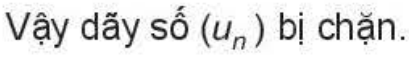 Vậy dãy số (uₙ) bị chặn.